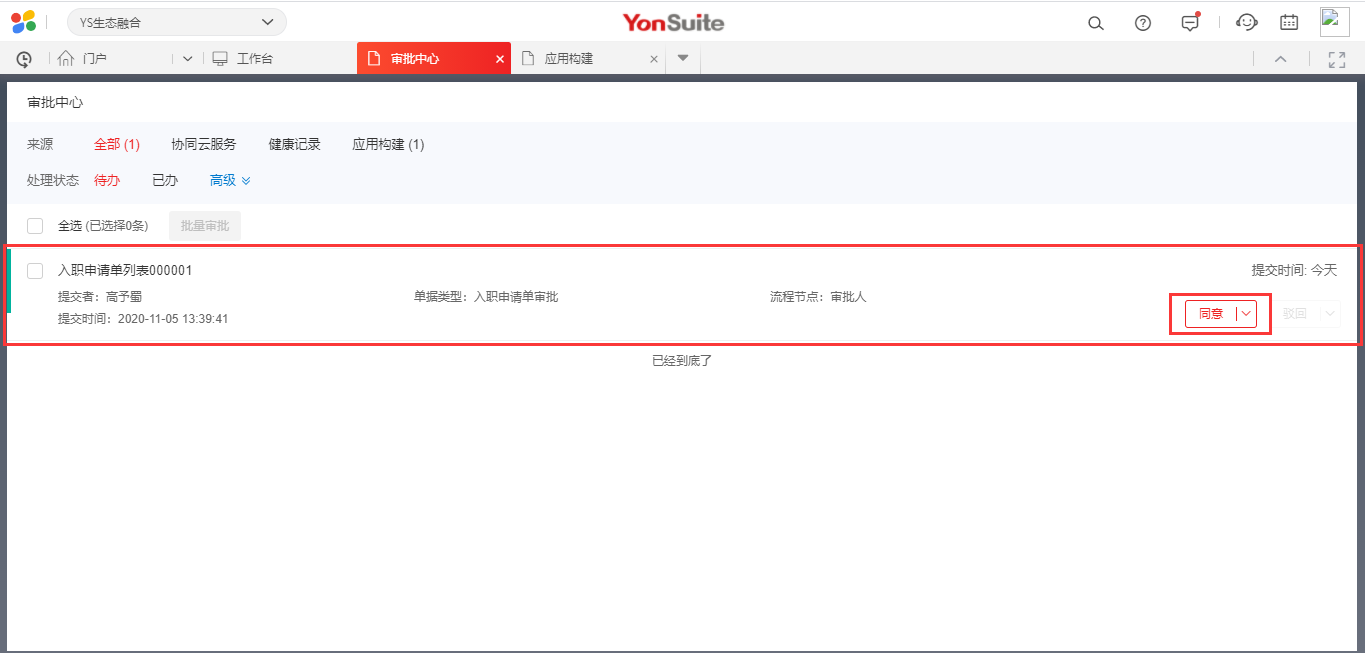 YS生态融合
YonSuite
门户
工作台
审批中心
应用构建
审批中心
来源 全部 (1) 协同云服务 健康记录 应用构建 (1)
处理状态 待办 已办 高级
全选 (已选择0条) 批量审批
入职申请单列表000001 提交时间: 今天
提交者：高予蜀 单据类型：入职申请单审批 流程节点：审批人
提交时间：2020-11-05 13:39:41 同意 驳回
已经到底了